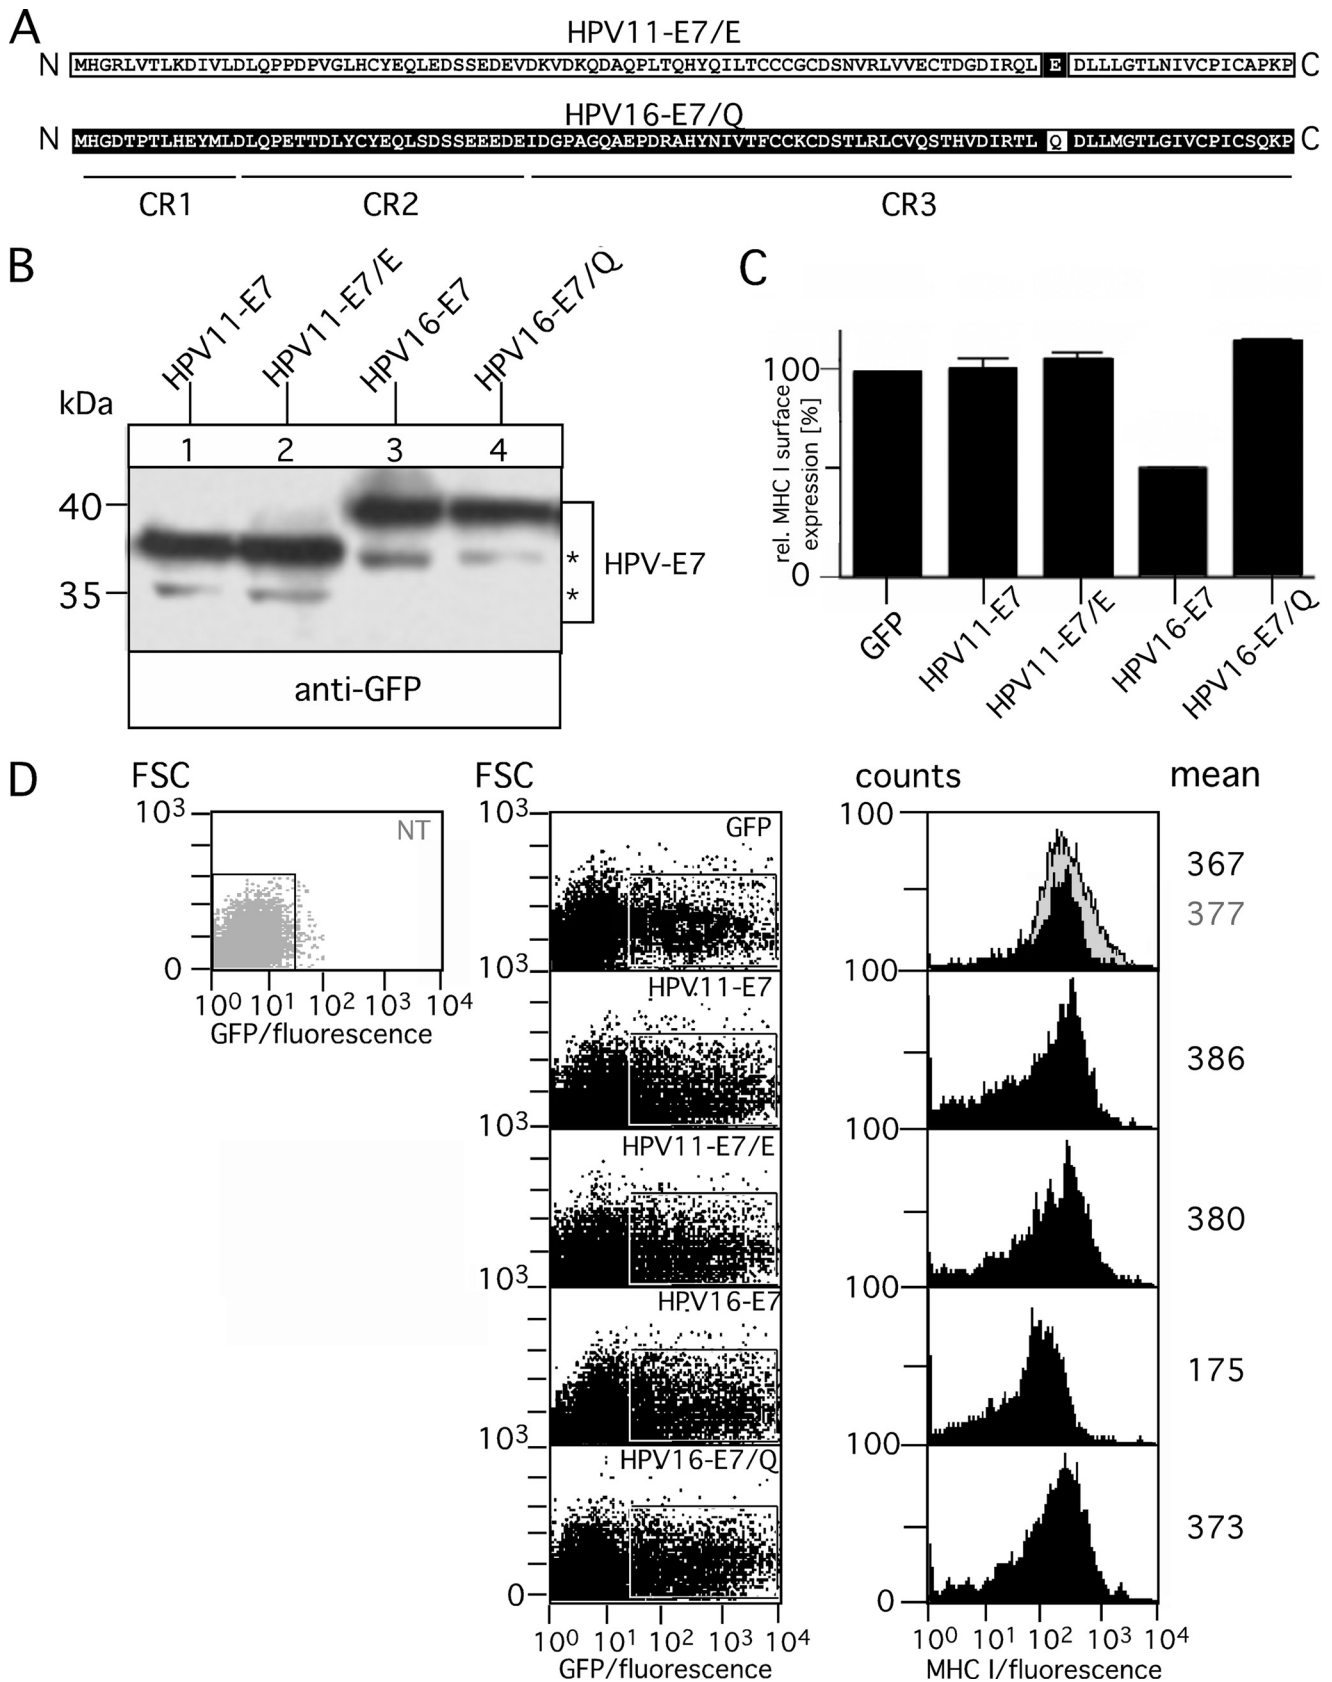 A
HPV11-E7/E
N MHGRLVTLKDIVLDLQPPDPVGLHCYEQLEDSSEDEVDKVDKQDAQPLTQHYQILTCCCGCDSNVRLVVECTDGDIRQL E DLLLGTLNIVCPICAPKP C
HPV16-E7/Q
N MHGDTPTLHEYMLDLQPETTDLYCYEQLSDSSEEEDEIDGPAGQAEPDRAHYNIVTFCCKCDSTLRLCVQSTHVDIRTL Q DLLMGTLGIVCPICSQKP C
CR1 CR2 CR3
B
HPV11-E7 HPV11-E7/E HPV16-E7 HPV16-E7/Q
kDa
1 2 3 4
40
35
*
*
HPV-E7
anti-GFP
C
rel. MHC I surface
expression [%]
100
0
GFP HPV11-E7 HPV11-E7/E HPV16-E7 HPV16-E7/Q
D
FSC FSC counts mean
10³
NT
0
10⁰ 10¹ 10² 10³ 10⁴
GFP/fluorescence
10³ GFP 100
367
377
10³ HPV11-E7 100
386
10³ HPV11-E7/E 100
380
10³ HPV16-E7 100
175
10³ HPV16-E7/Q 100
373
0 0
10⁰ 10¹ 10² 10³ 10⁴
GFP/fluorescence
10⁰ 10¹ 10² 10³ 10⁴
MHC I/fluorescence